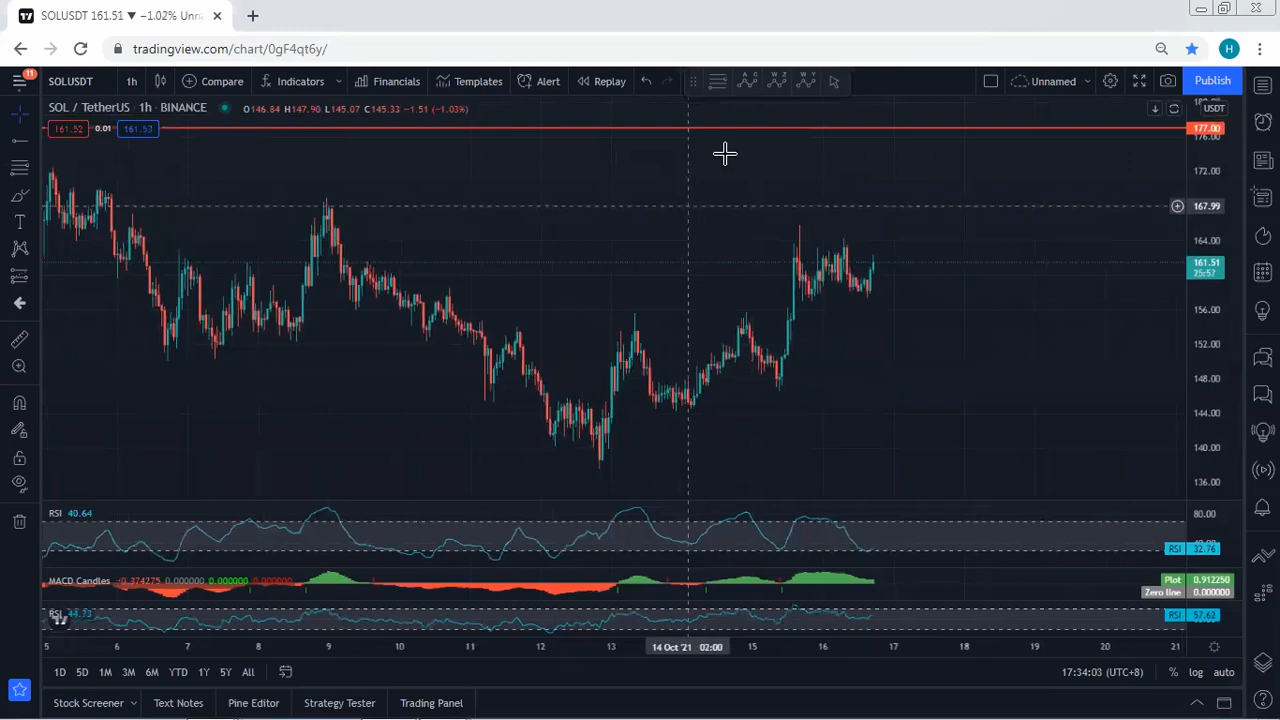 SOLUSDT 161.51 ▼ −1.02% Unna
tradingview.com/chart/0gF4qt6y/
H
11
SOLUSDT 1h Compare Indicators Financials Templates Alert Replay Unnamed Publish
SOL / TetherUS · 1h · BINANCE O146.84 H147.90 L145.07 C145.33 −1.51 (−1.03%)
USDT
161.52 0.01 161.53
177.00
176.00
172.00
167.99
164.00
161.51
25:57
156.00
152.00
148.00
144.00
140.00
136.00
RSI 40.64
80.00
RSI 32.76
MACD Candles −0.374275 0.000000 0.000000 0.000000
Plot 0.912250
Zero line 0.000000
RSI 44.73
RSI 57.62
5 6 7 8 9 10 11 12 13 14 Oct '21 02:00 15 16 17 18 19 20 21
1D 5D 1M 3M 6M YTD 1Y 5Y All 17:34:03 (UTC+8) % log auto
Stock Screener Text Notes Pine Editor Strategy Tester Trading Panel